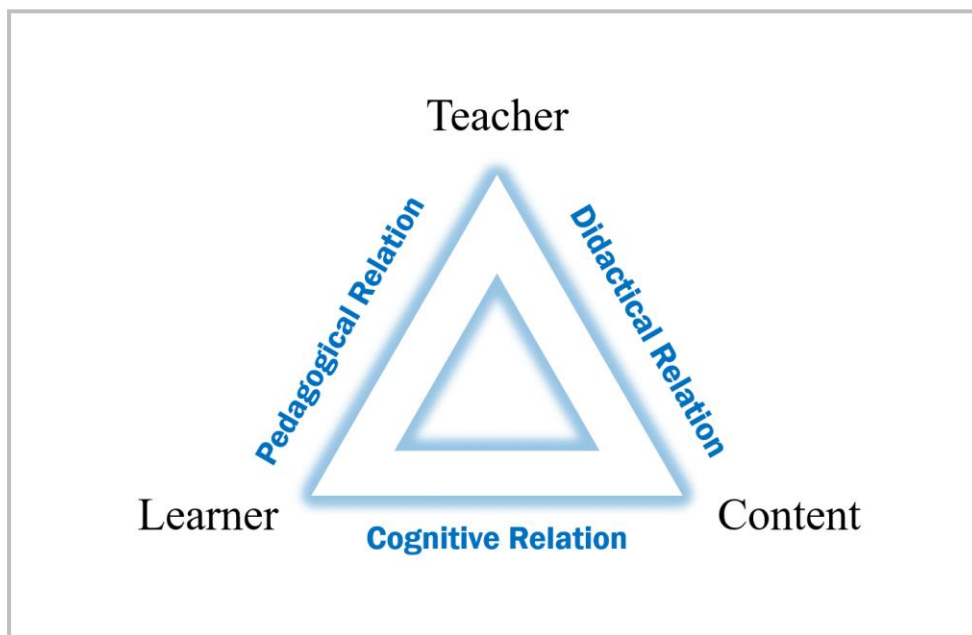 Teacher
Pedagogical Relation
Didactical Relation
Learner
Content
Cognitive Relation